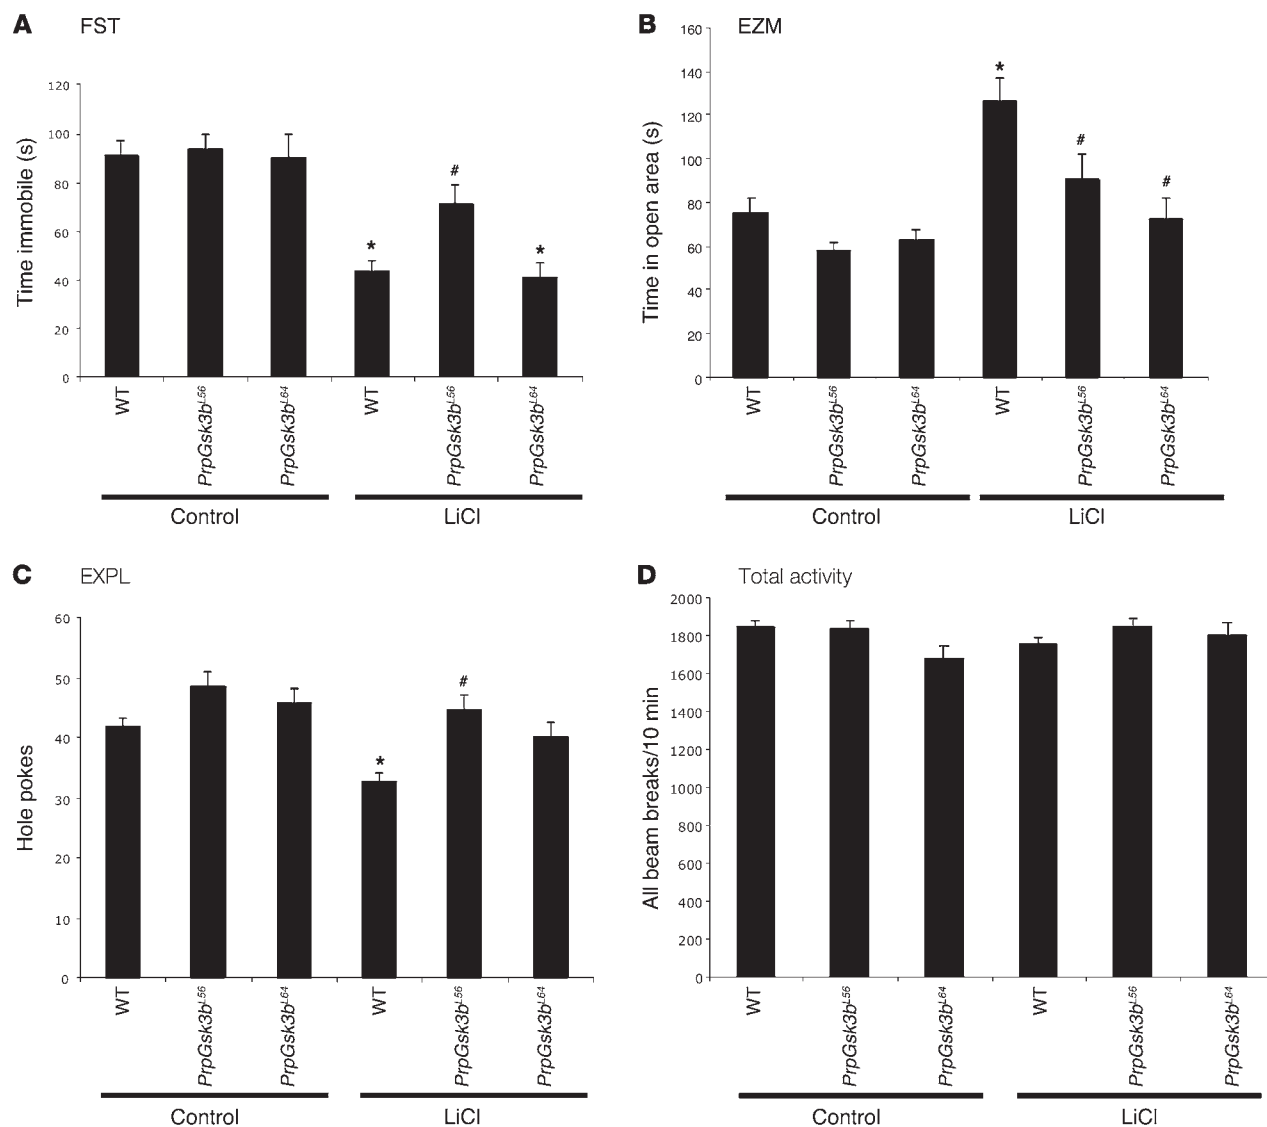 A FST
Time immobile (s)
120
100
80
60
40
20
0
*
#
*
WT
PrpGsk3b^L56
PrpGsk3b^L64
WT
PrpGsk3b^L56
PrpGsk3b^L64
Control
LiCl
B EZM
Time in open area (s)
160
140
120
100
80
60
40
20
0
*
#
#
WT
PrpGsk3b^L56
PrpGsk3b^L64
WT
PrpGsk3b^L56
PrpGsk3b^L64
Control
LiCl
C EXPL
Hole pokes
60
50
40
30
20
10
0
*
#
WT
PrpGsk3b^L56
PrpGsk3b^L64
WT
PrpGsk3b^L56
PrpGsk3b^L64
Control
LiCl
D Total activity
All beam breaks/10 min
2000
1800
1600
1400
1200
1000
800
600
400
200
0
WT
PrpGsk3b^L56
PrpGsk3b^L64
WT
PrpGsk3b^L56
PrpGsk3b^L64
Control
LiCl